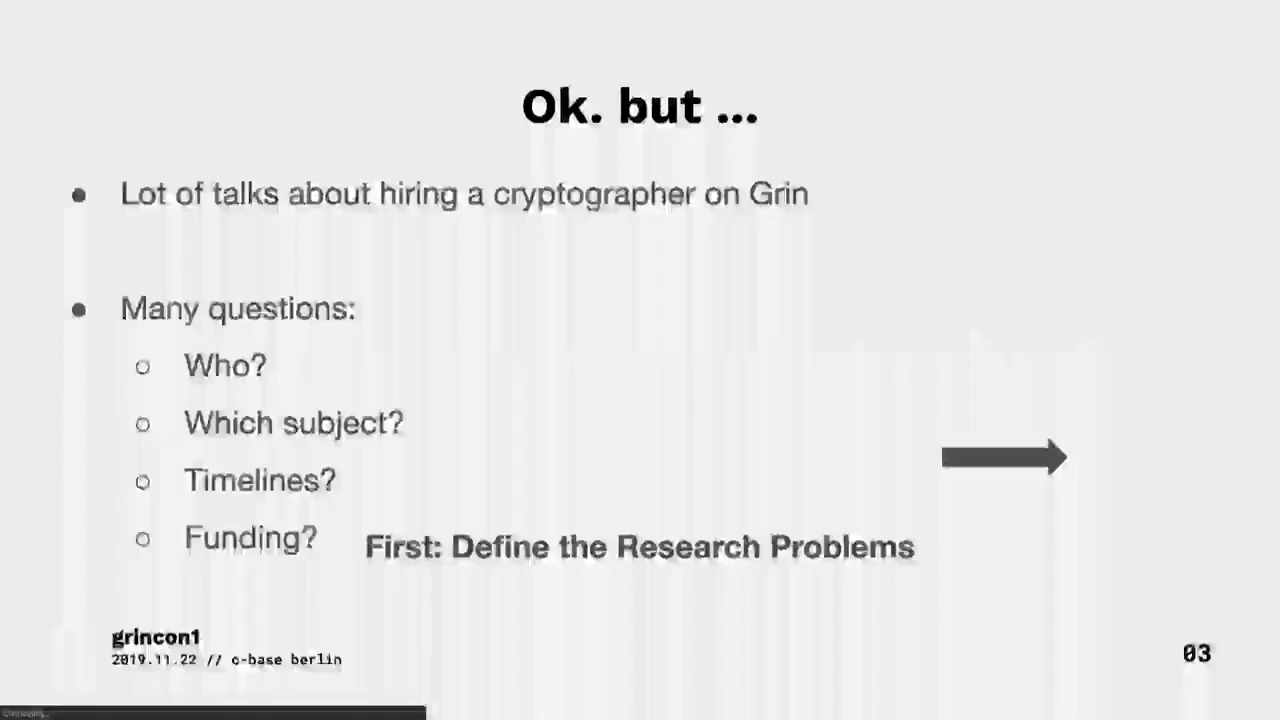 Ok. but ...
● Lot of talks about hiring a cryptographer on Grin
● Many questions:
○ Who?
○ Which subject?
○ Timelines?
○ Funding?
First: Define the Research Problems
grincon1
2019.11.22 // c-base berlin
03